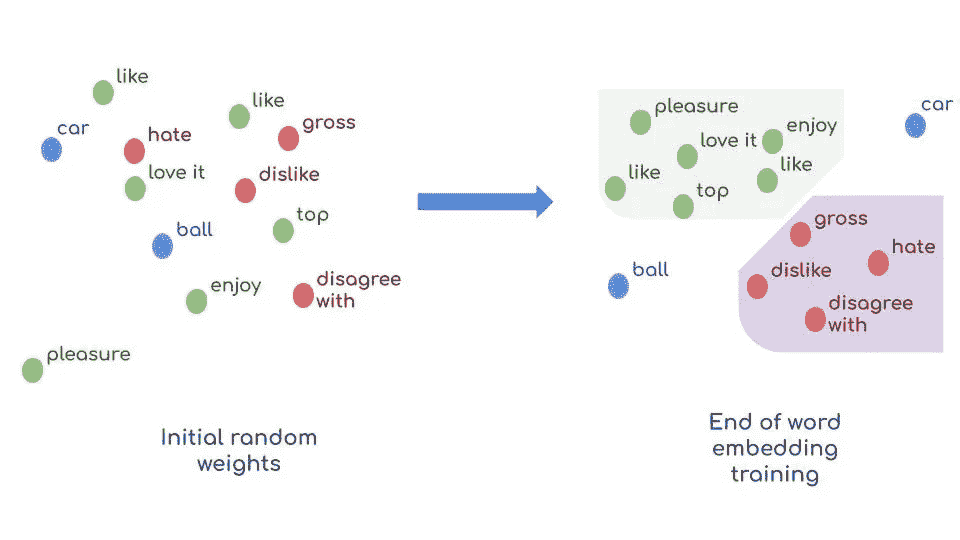 like
like
car
gross
hate
love it
dislike
top
ball
enjoy
disagree
with
pleasure
Initial random
weights
pleasure
car
enjoy
love it
like
like
top
gross
hate
ball
dislike
disagree
with
End of word
embedding
training